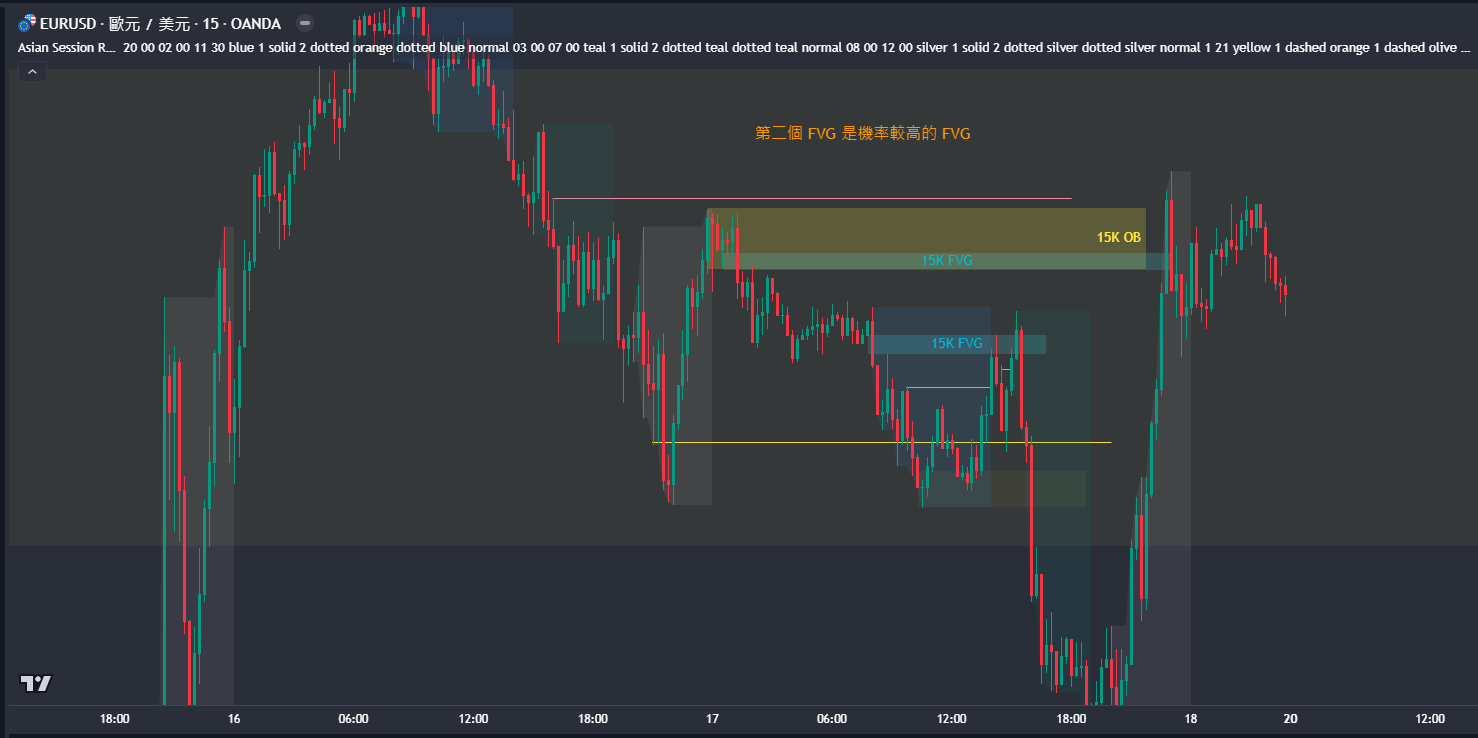 EURUSD · 歐元 / 美元 · 15 · OANDA
Asian Session R... 20 00 02 00 11 30 blue 1 solid 2 dotted orange dotted blue normal 03 00 07 00 teal 1 solid 2 dotted teal dotted teal normal 08 00 12 00 silver 1 solid 2 dotted silver dotted silver normal 1 21 yellow 1 dashed orange 1 dashed olive ...
第二個 FVG 是機率較高的 FVG
15K OB
15K FVG
15K FVG
18:00 16 06:00 12:00 18:00 17 06:00 12:00 18:00 18 20 12:00